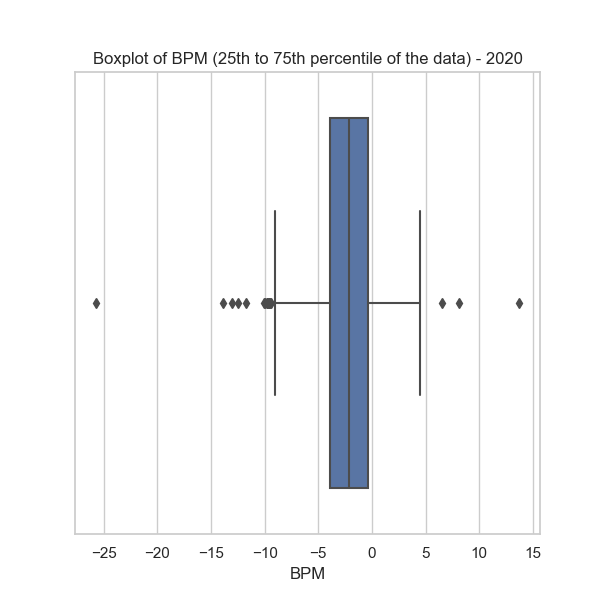 Boxplot of BPM (25th to 75th percentile of the data) - 2020
−25 −20 −15 −10 −5 0 5 10 15
BPM